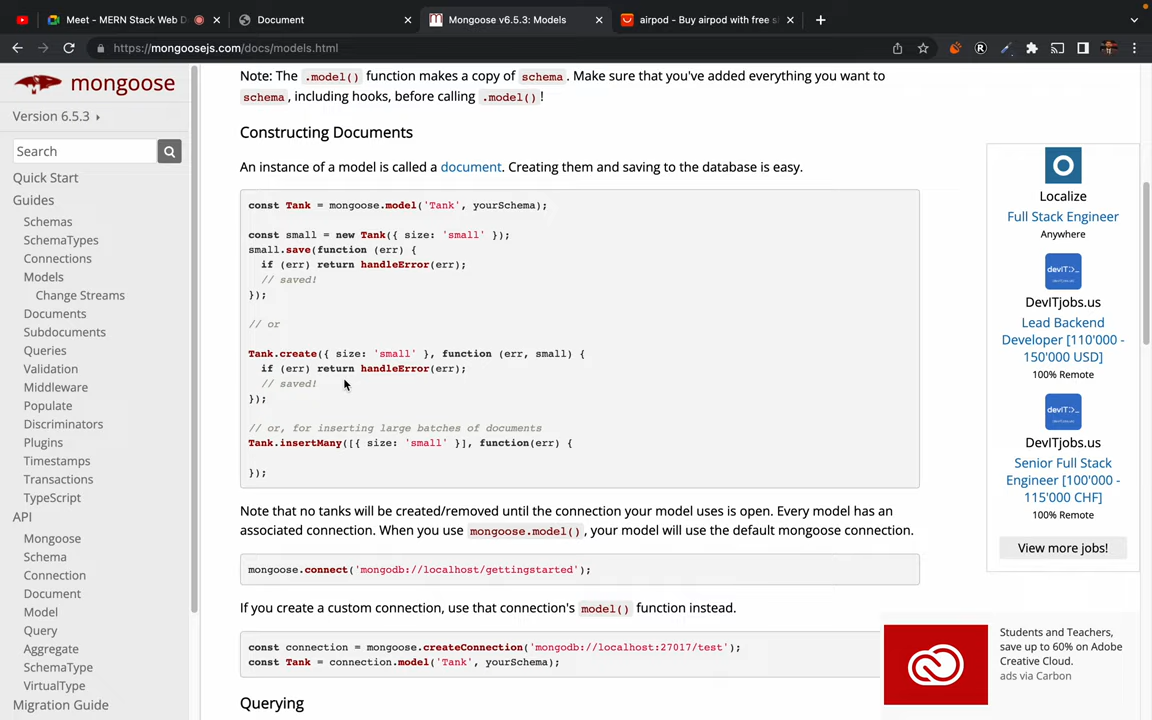 Meet - MERN Stack Web D
Document
Mongoose v6.5.3: Models
airpod - Buy airpod with free s
https://mongoosejs.com/docs/models.html
mongoose
Version 6.5.3
Search
Quick Start
Guides
Schemas
SchemaTypes
Connections
Models
Change Streams
Documents
Subdocuments
Queries
Validation
Middleware
Populate
Discriminators
Plugins
Timestamps
Transactions
TypeScript
API
Mongoose
Schema
Connection
Document
Model
Query
Aggregate
SchemaType
VirtualType
Migration Guide
Note: The .model() function makes a copy of schema. Make sure that you've added everything you want to
schema, including hooks, before calling .model()!
Constructing Documents
An instance of a model is called a document. Creating them and saving to the database is easy.
const Tank = mongoose.model('Tank', yourSchema);
const small = new Tank({ size: 'small' });
small.save(function (err) {
if (err) return handleError(err);
// saved!
});
// or
Tank.create({ size: 'small' }, function (err, small) {
if (err) return handleError(err);
// saved!
});
// or, for inserting large batches of documents
Tank.insertMany([{ size: 'small' }], function(err) {
});
Note that no tanks will be created/removed until the connection your model uses is open. Every model has an
associated connection. When you use mongoose.model(), your model will use the default mongoose connection.
mongoose.connect('mongodb://localhost/gettingstarted');
If you create a custom connection, use that connection's model() function instead.
const connection = mongoose.createConnection('mongodb://localhost:27017/test');
const Tank = connection.model('Tank', yourSchema);
Querying
Localize
Full Stack Engineer
Anywhere
devIT
DevITjobs.us
Lead Backend
Developer [110'000 -
150'000 USD]
100% Remote
devIT
DevITjobs.us
Senior Full Stack
Engineer [100'000 -
115'000 CHF]
100% Remote
View more jobs!
Students and Teachers,
save up to 60% on Adobe
Creative Cloud.
ads via Carbon